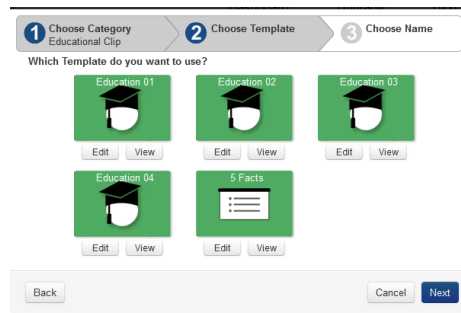 1 Choose Category
Educational Clip
2 Choose Template
3 Choose Name
Which Template do you want to use?
Education 01
Education 02
Education 03
Edit View
Edit View
Edit View
Education 04
5 Facts
Edit View
Edit View
Back
Cancel
Next